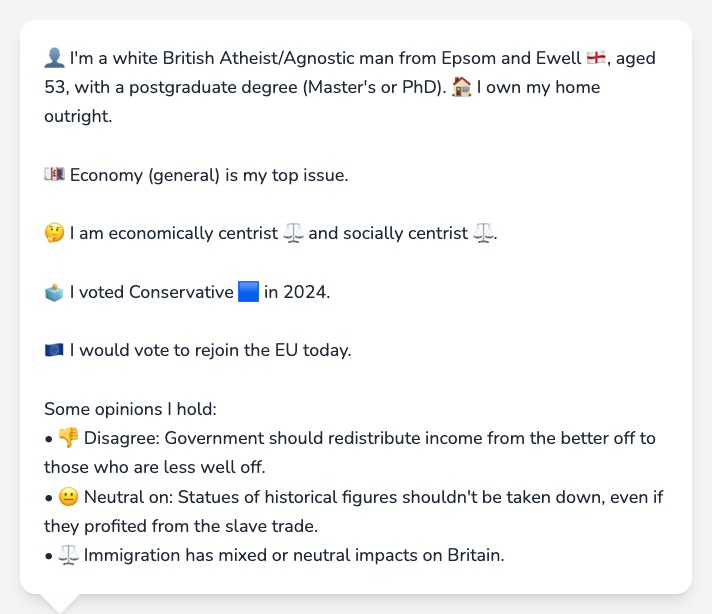 👤 I'm a white British Atheist/Agnostic man from Epsom and Ewell 🏴󠁧󠁢󠁥󠁮󠁧󠁿, aged
53, with a postgraduate degree (Master's or PhD). 🏠 I own my home
outright.
💷 Economy (general) is my top issue.
🤔 I am economically centrist ⚖️ and socially centrist ⚖️.
🗳️ I voted Conservative 🟦 in 2024.
🇪🇺 I would vote to rejoin the EU today.
Some opinions I hold:
• 👎 Disagree: Government should redistribute income from the better off to
those who are less well off.
• 😐 Neutral on: Statues of historical figures shouldn't be taken down, even if
they profited from the slave trade.
• ⚖️ Immigration has mixed or neutral impacts on Britain.